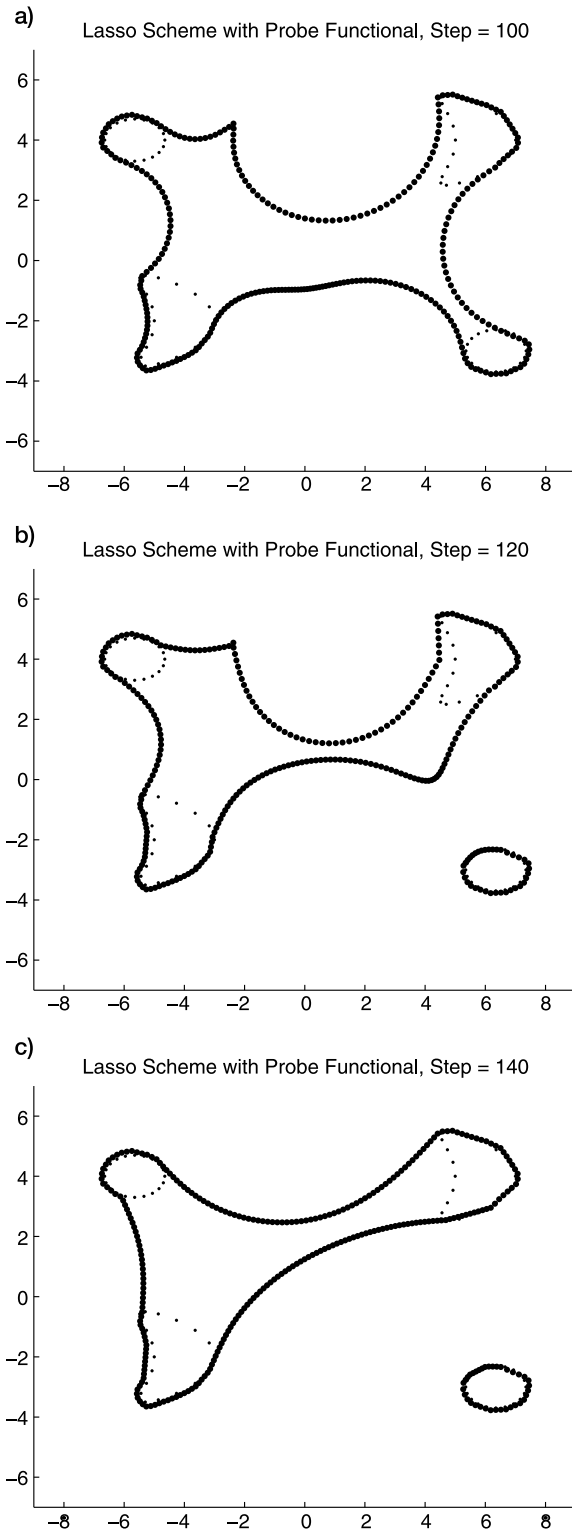 a)
Lasso Scheme with Probe Functional, Step = 100
6
4
2
0
−2
−4
−6
−8 −6 −4 −2 0 2 4 6 8
b)
Lasso Scheme with Probe Functional, Step = 120
6
4
2
0
−2
−4
−6
−8 −6 −4 −2 0 2 4 6 8
c)
Lasso Scheme with Probe Functional, Step = 140
6
4
2
0
−2
−4
−6
−8 −6 −4 −2 0 2 4 6 8